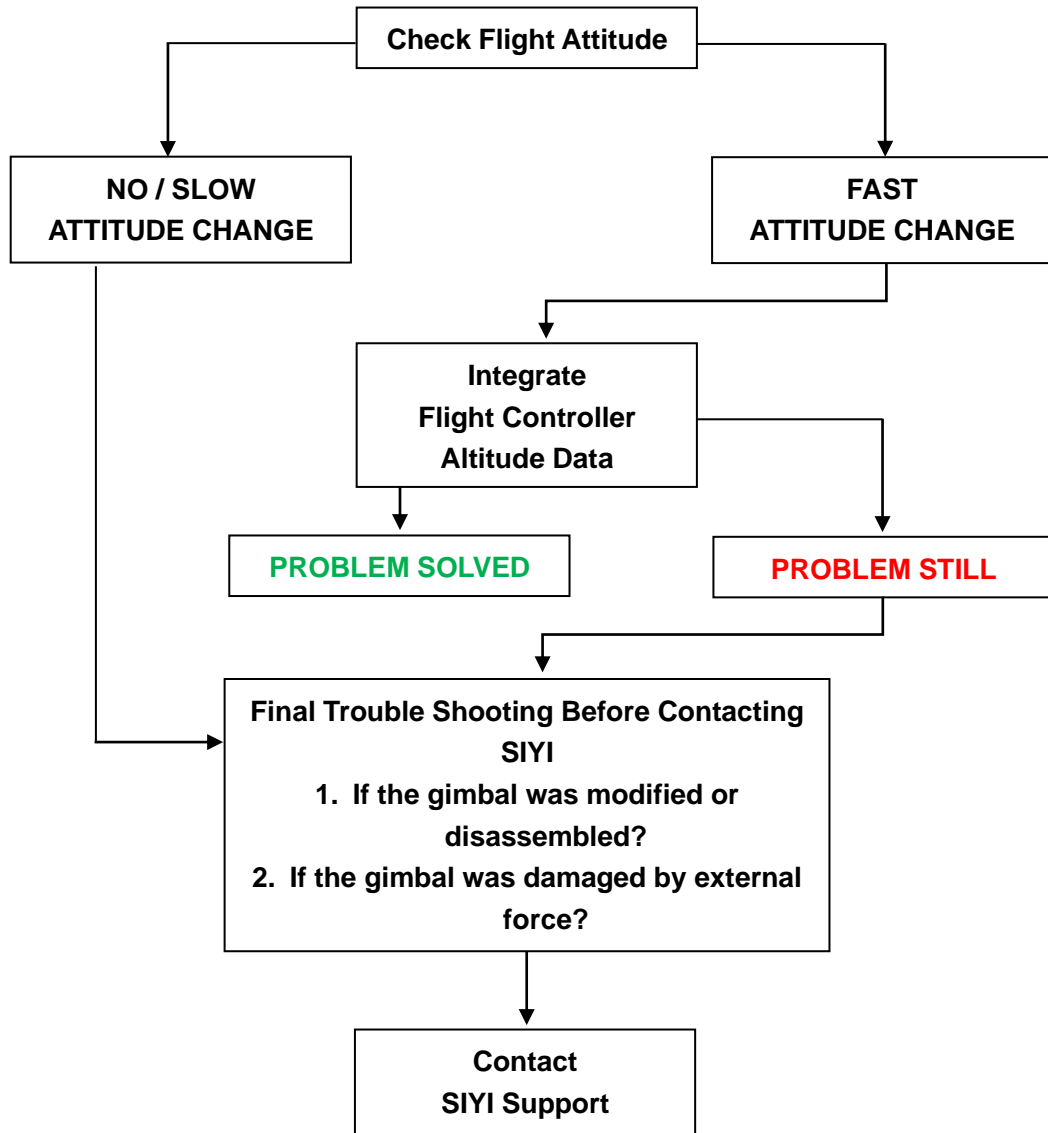 Check Flight Attitude
NO / SLOW
ATTITUDE CHANGE
FAST
ATTITUDE CHANGE
Integrate
Flight Controller
Altitude Data
PROBLEM SOLVED
PROBLEM STILL
Final Trouble Shooting Before Contacting
SIYI
1. If the gimbal was modified or
disassembled?
2. If the gimbal was damaged by external
force?
Contact
SIYI Support